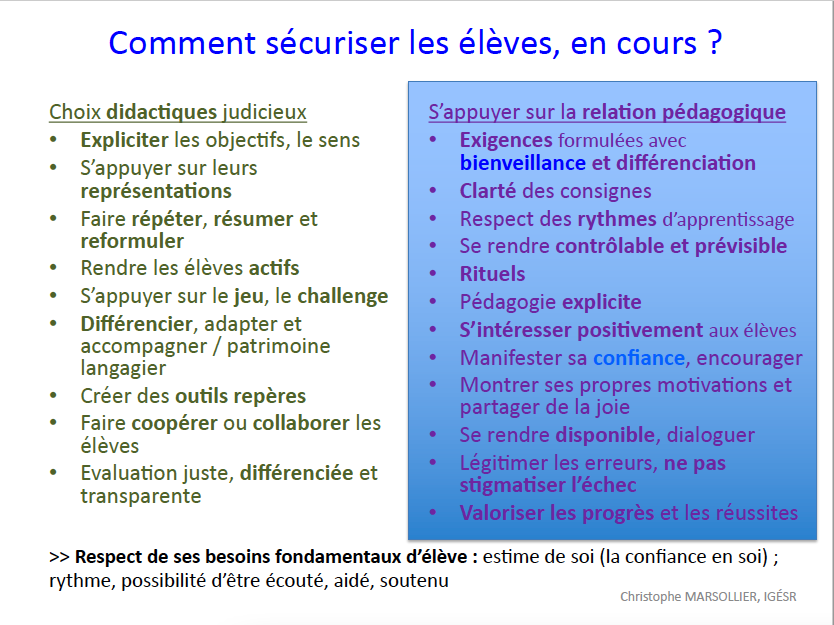 Comment sécuriser les élèves, en cours ?
Choix didactiques judicieux
• Expliciter les objectifs, le sens
• S’appuyer sur leurs
représentations
• Faire répéter, résumer et
reformuler
• Rendre les élèves actifs
• S’appuyer sur le jeu, le challenge
• Différencier, adapter et
accompagner / patrimoine
langagier
• Créer des outils repères
• Faire coopérer ou collaborer les
élèves
• Evaluation juste, différenciée et
transparente
S’appuyer sur la relation pédagogique
• Exigences formulées avec
bienveillance et différenciation
• Clarté des consignes
• Respect des rythmes d’apprentissage
• Se rendre contrôlable et prévisible
• Rituels
• Pédagogie explicite
• S’intéresser positivement aux élèves
• Manifester sa confiance, encourager
• Montrer ses propres motivations et
partager de la joie
• Se rendre disponible, dialoguer
• Légitimer les erreurs, ne pas
stigmatiser l’échec
• Valoriser les progrès et les réussites
>> Respect de ses besoins fondamentaux d’élève : estime de soi (la confiance en soi) ;
rythme, possibilité d’être écouté, aidé, soutenu
Christophe MARSOLLIER, IGÉSR